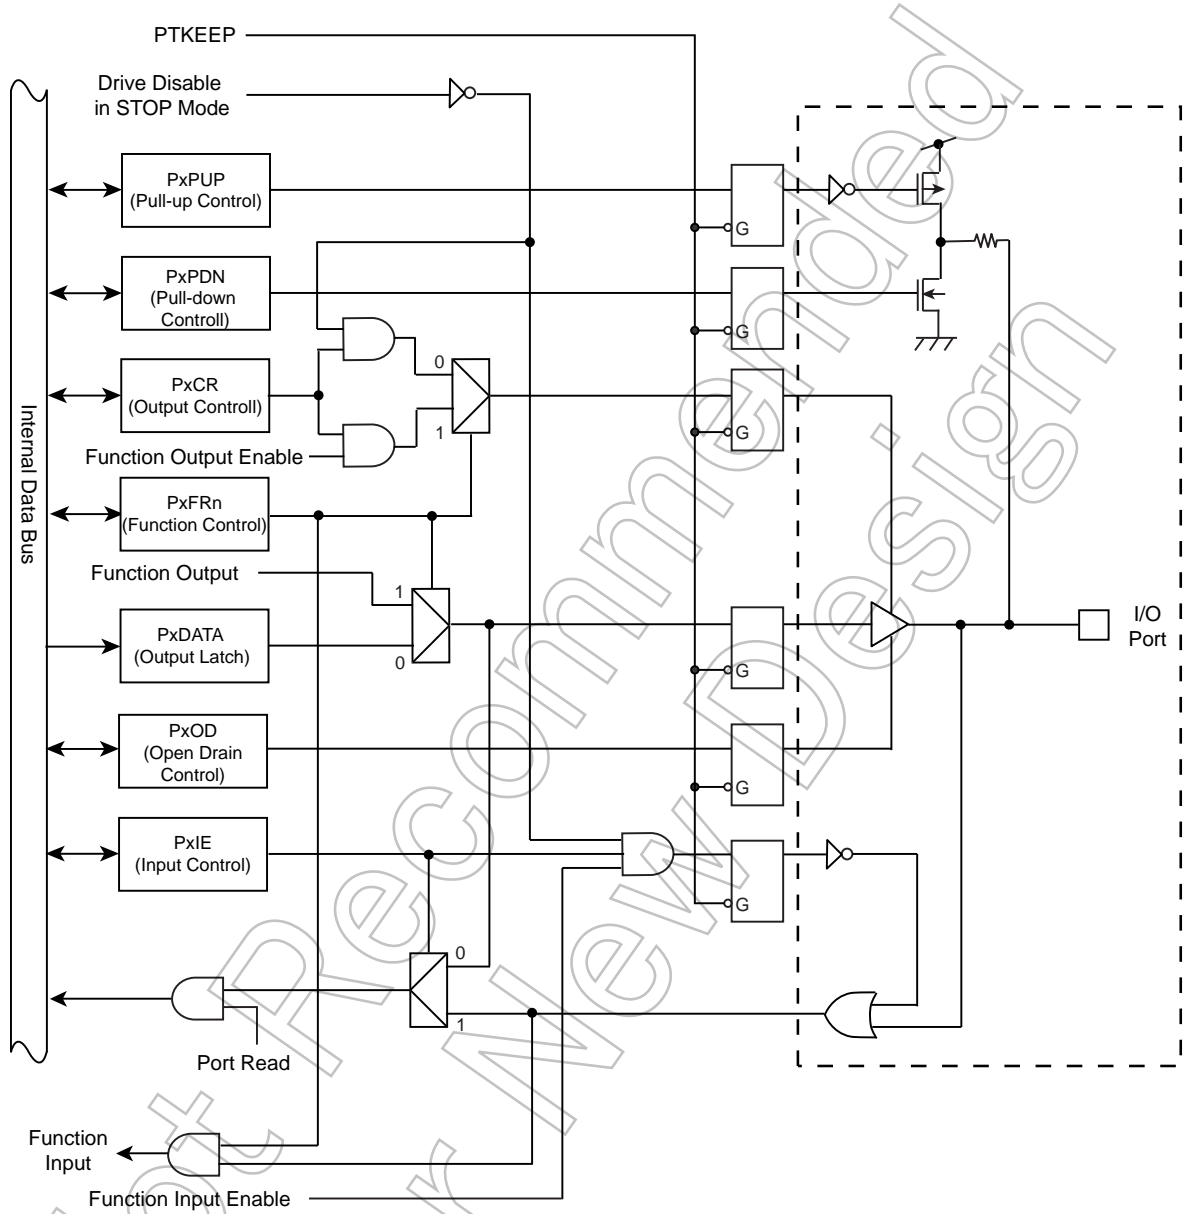 PTKEEP
Drive Disable
in STOP Mode
PxPUP
(Pull-up Control)
G
PxPDN
(Pull-down
Controll)
G
0
PxCR
(Output Controll)
1
G
Function Output Enable
Internal Data Bus
PxFRn
(Function Control)
Function Output
1
PxDATA
(Output Latch)
0
G
I/O
Port
PxOD
(Open Drain
Control)
G
PxIE
(Input Control)
G
0
1
Port Read
Function
Input
Function Input Enable
Not Recommended
for New Design